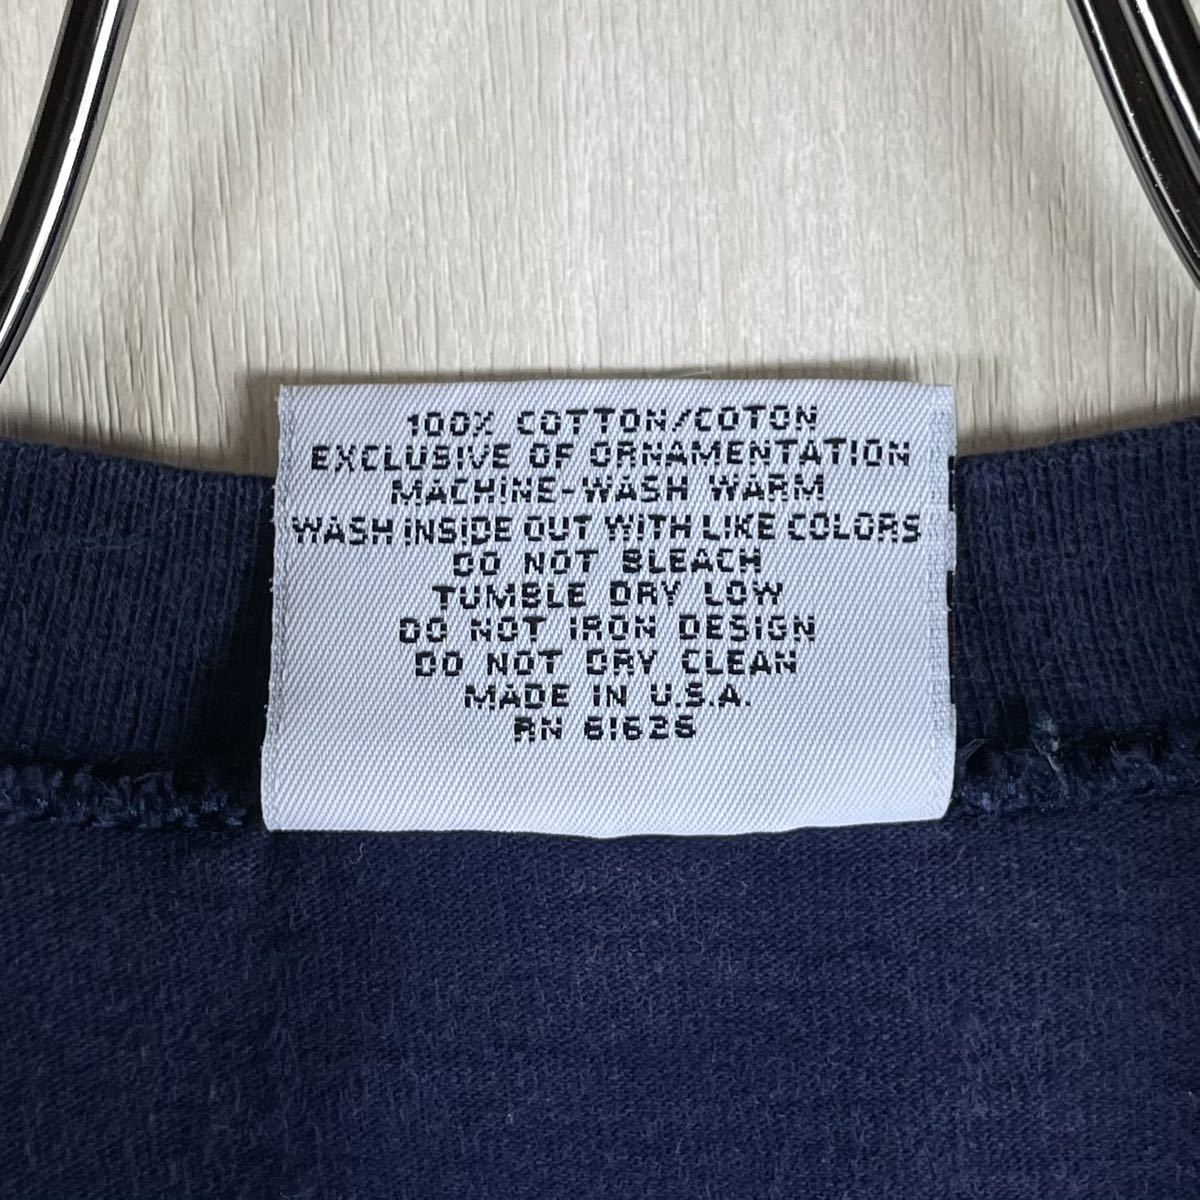 100% COTTON/COTON
EXCLUSIVE OF ORNAMENTATION
MACHINE-WASH WARM
WASH INSIDE OUT WITH LIKE COLORS
DO NOT BLEACH
TUMBLE DRY LOW
DO NOT IRON DESIGN
DO NOT DRY CLEAN
MADE IN U.S.A.
RN 61626